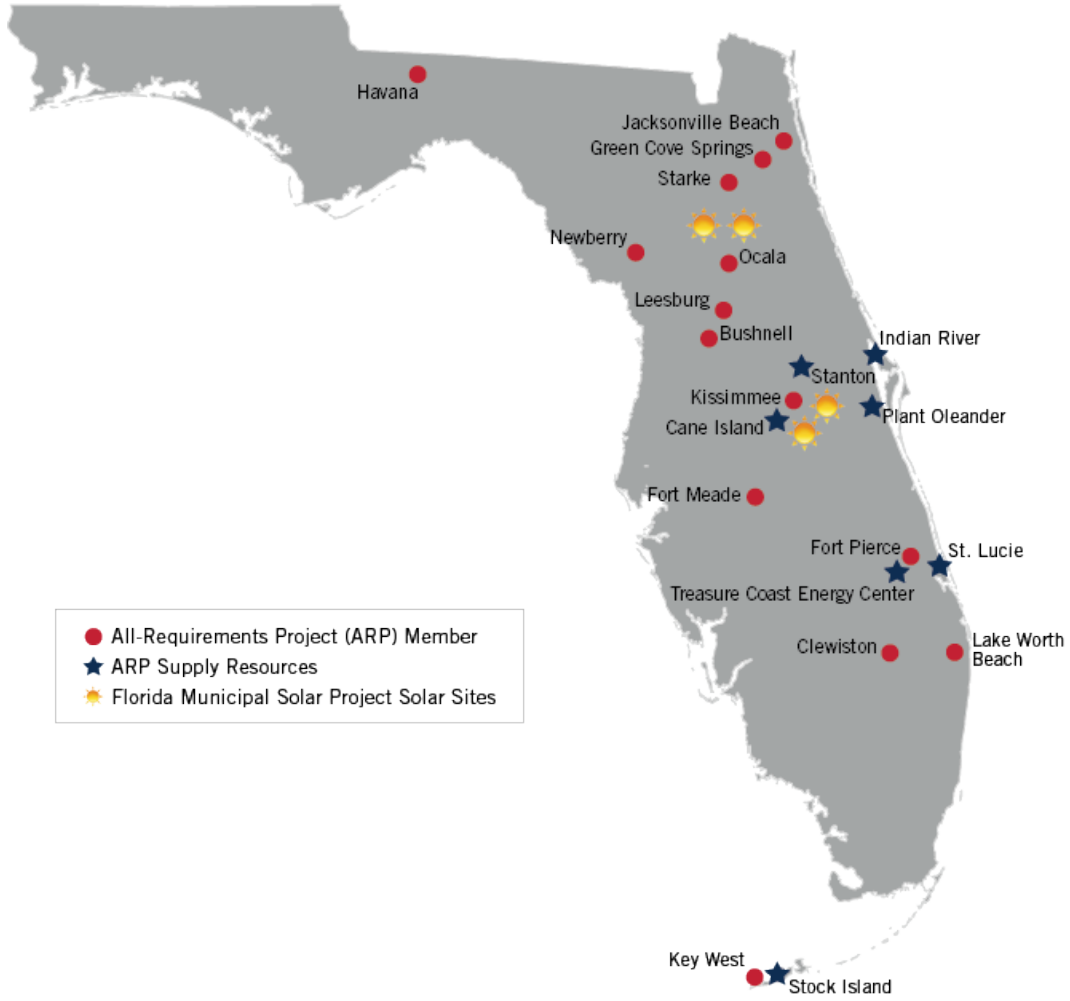 Havana
Jacksonville Beach
Green Cove Springs
Starke
Newberry
Ocala
Leesburg
Bushnell
Indian River
Stanton
Kissimmee
Plant Oleander
Cane Island
Fort Meade
Fort Pierce
St. Lucie
Treasure Coast Energy Center
All-Requirements Project (ARP) Member
ARP Supply Resources
Florida Municipal Solar Project Solar Sites
Clewiston
Lake Worth
Beach
Key West
Stock Island